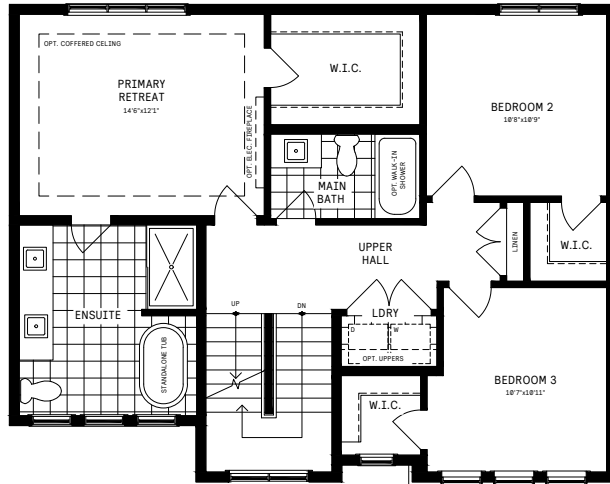 OPT. COFFERED CELING
PRIMARY
RETREAT
14'6"x12'1"
OPT. ELEC. FIREPLACE
W.I.C.
BEDROOM 2
10'8"x10'9"
MAIN
BATH
OPT. WALK-IN
SHOWER
UPPER
HALL
LINEN
W.I.C.
ENSUITE
STANDALONE TUB
UP
DN
LDRY
D
W
OPT. UPPERS
W.I.C.
BEDROOM 3
10'7"x10'11"